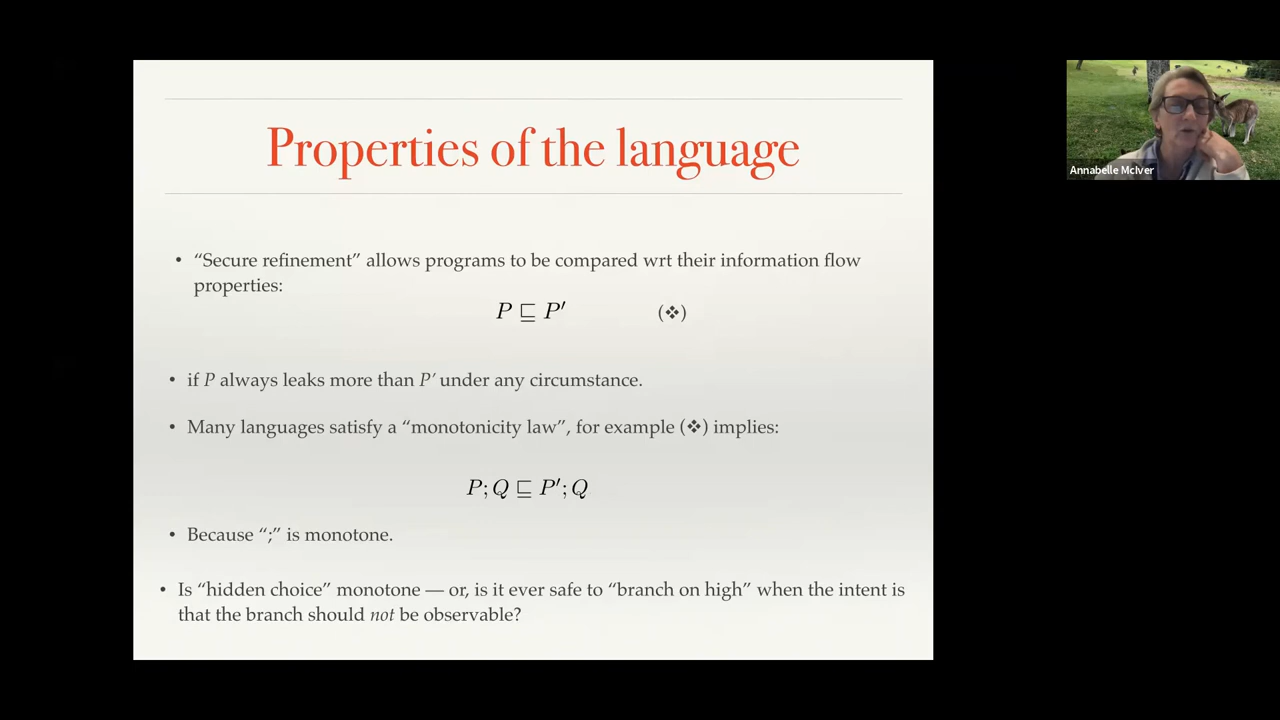 Properties of the language
• “Secure refinement” allows programs to be compared wrt their information flow
properties:
P ⊑ P′ (❖)
• if P always leaks more than P’ under any circumstance.
• Many languages satisfy a “monotonicity law”, for example (❖) implies:
P; Q ⊑ P′; Q
• Because “;” is monotone.
• Is “hidden choice” monotone — or, is it ever safe to “branch on high” when the intent is
that the branch should not be observable?
Annabelle McIver